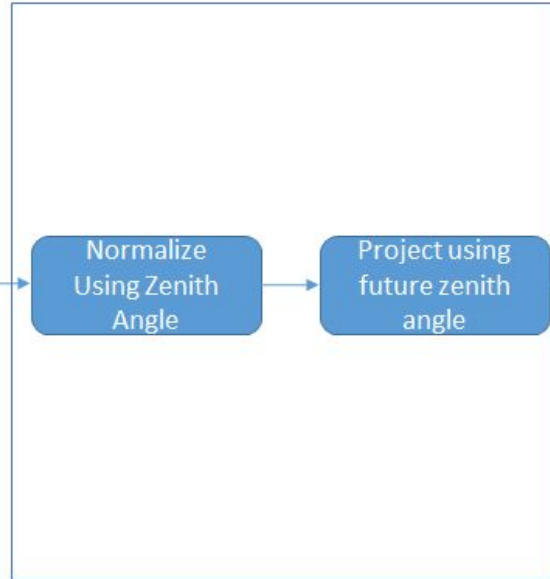 Normalize
Using Zenith
Angle
Project using
future zenith
angle